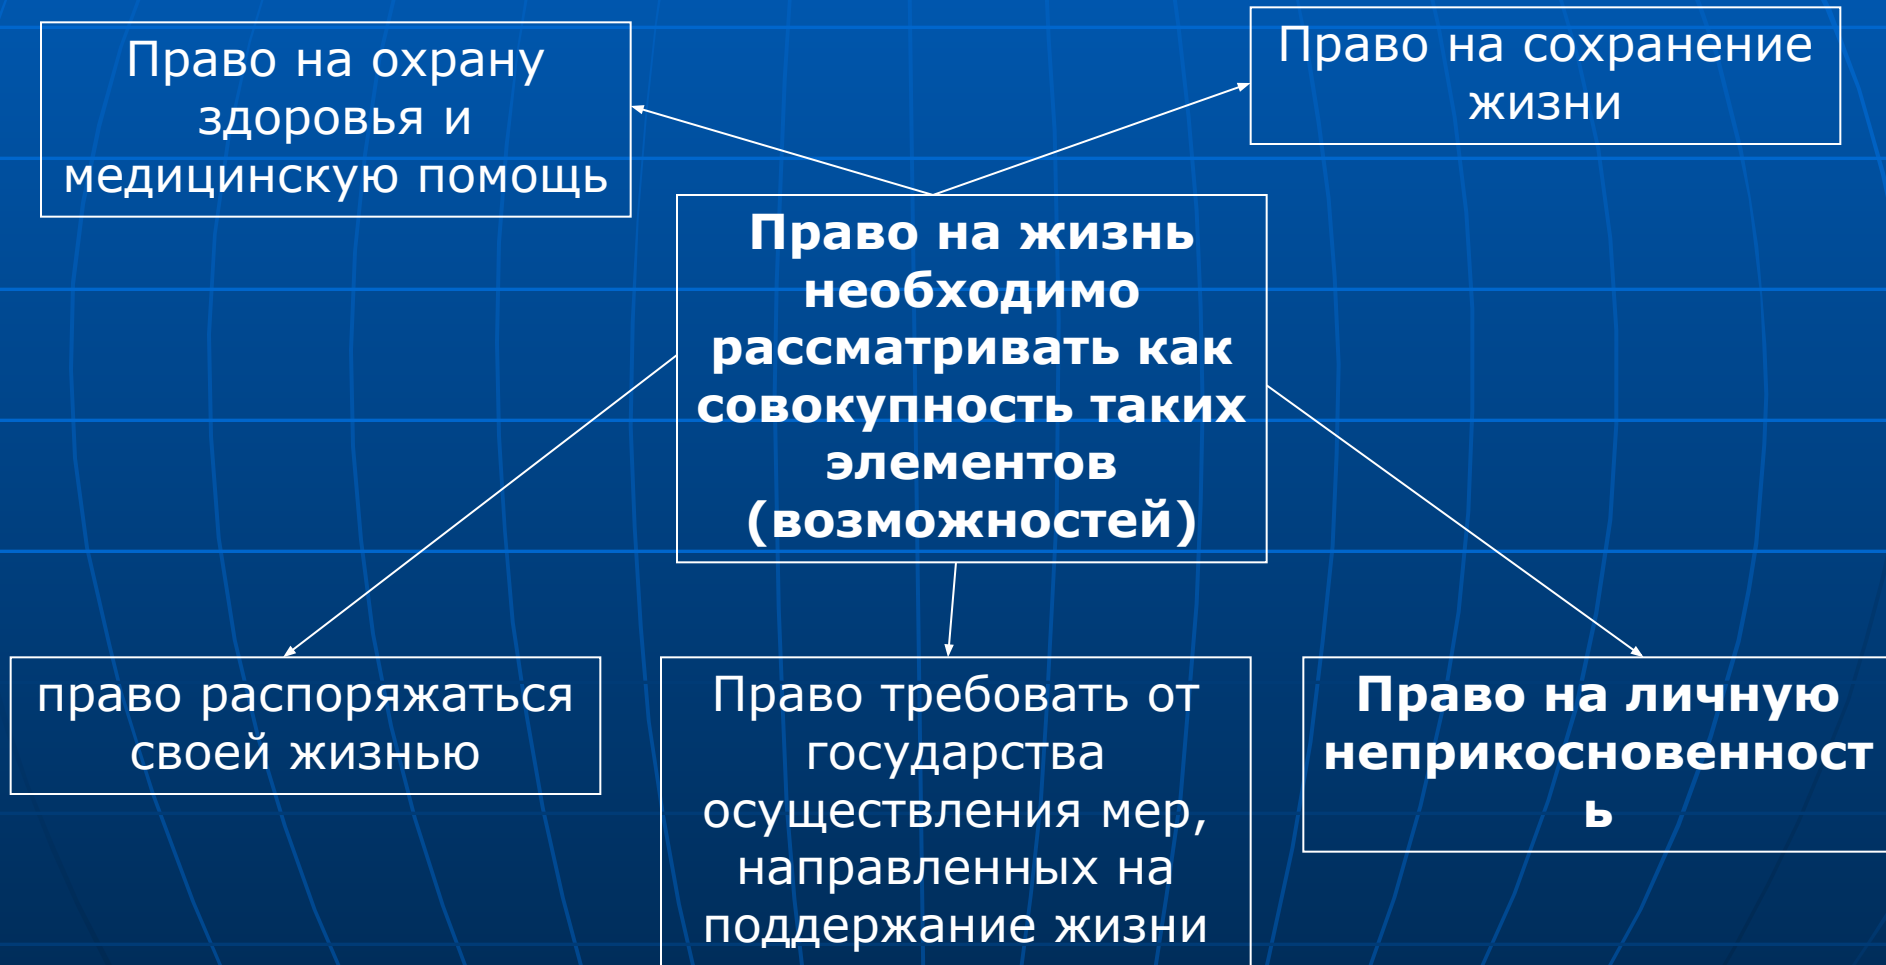 Право на охрану
здоровья и
медицинскую помощь
Право на сохранение
жизни
Право на жизнь
необходимо
рассматривать как
совокупность таких
элементов
(возможностей)
право распоряжаться
своей жизнью
Право требовать от
государства
осуществления мер,
направленных на
поддержание жизни
Право на личную
неприкосновенност
ь